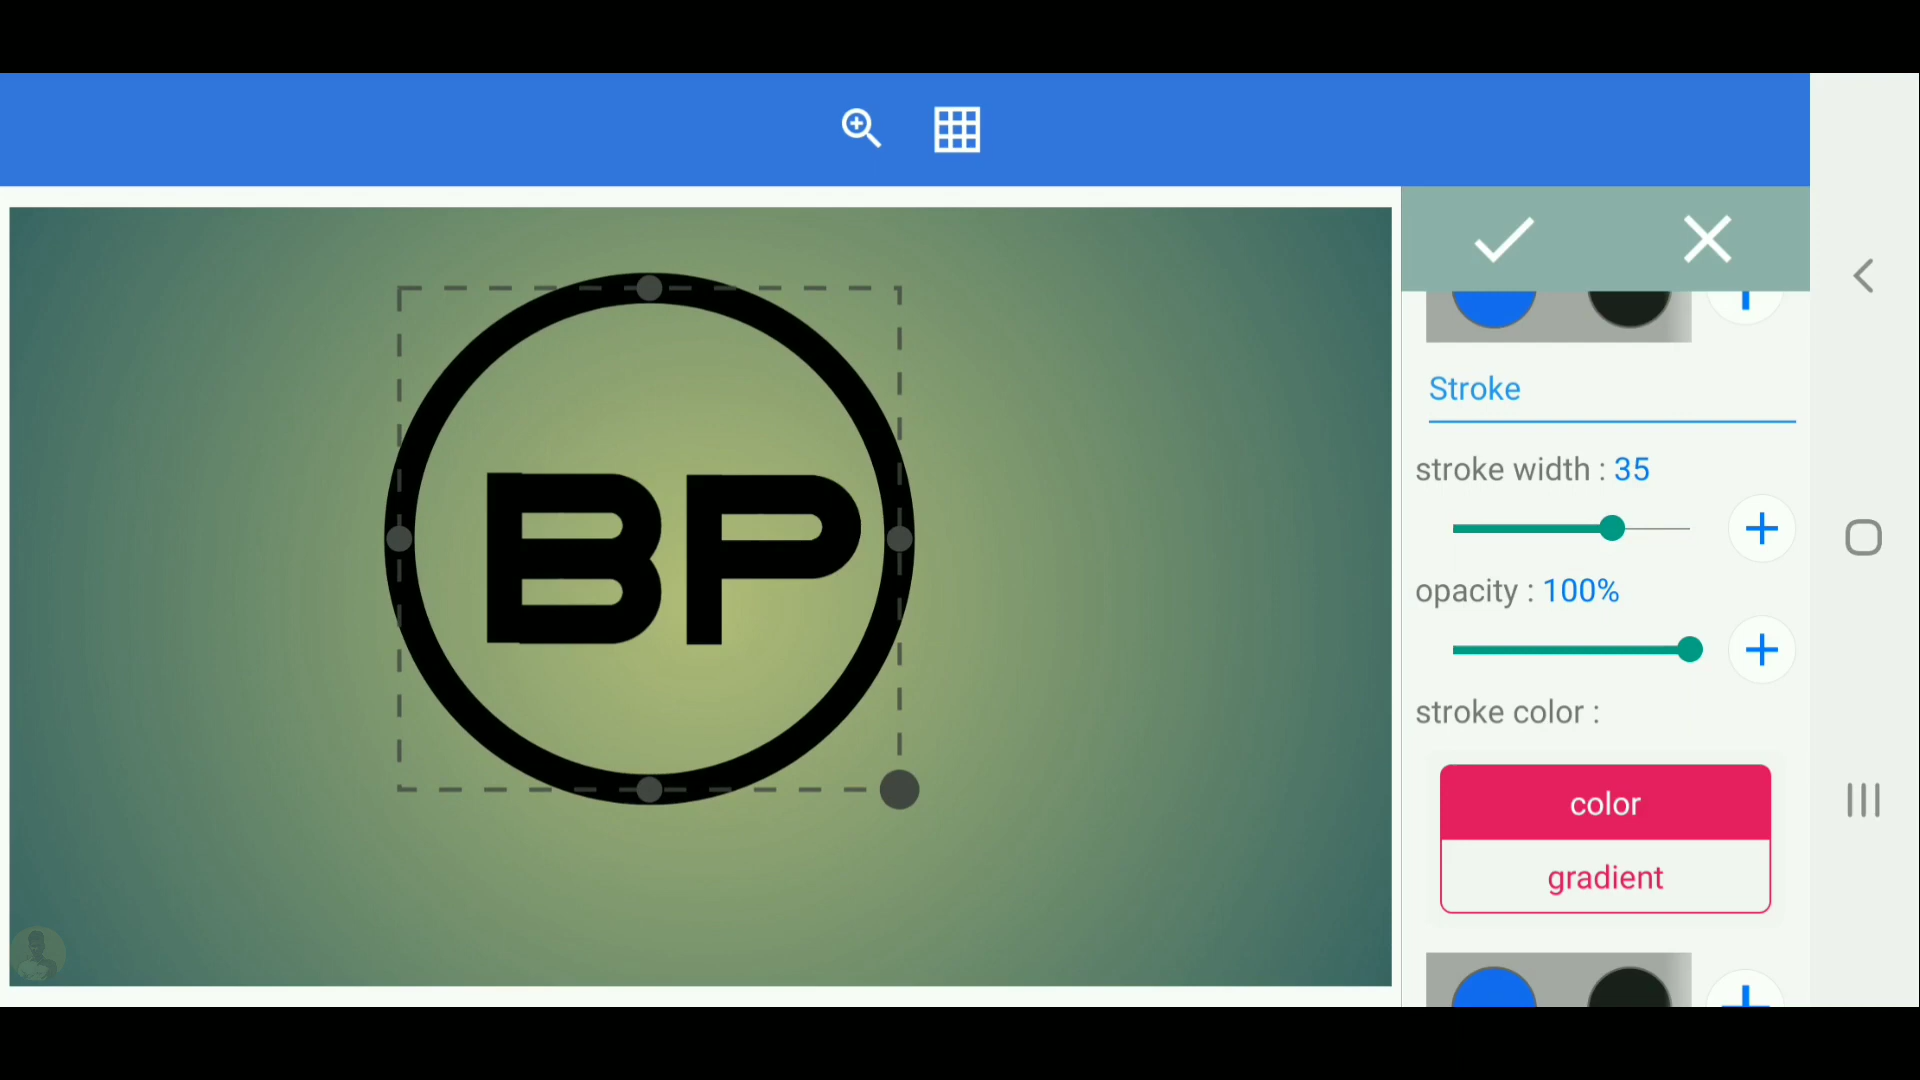 BP
Stroke
stroke width : 35
opacity : 100%
stroke color :
color
gradient